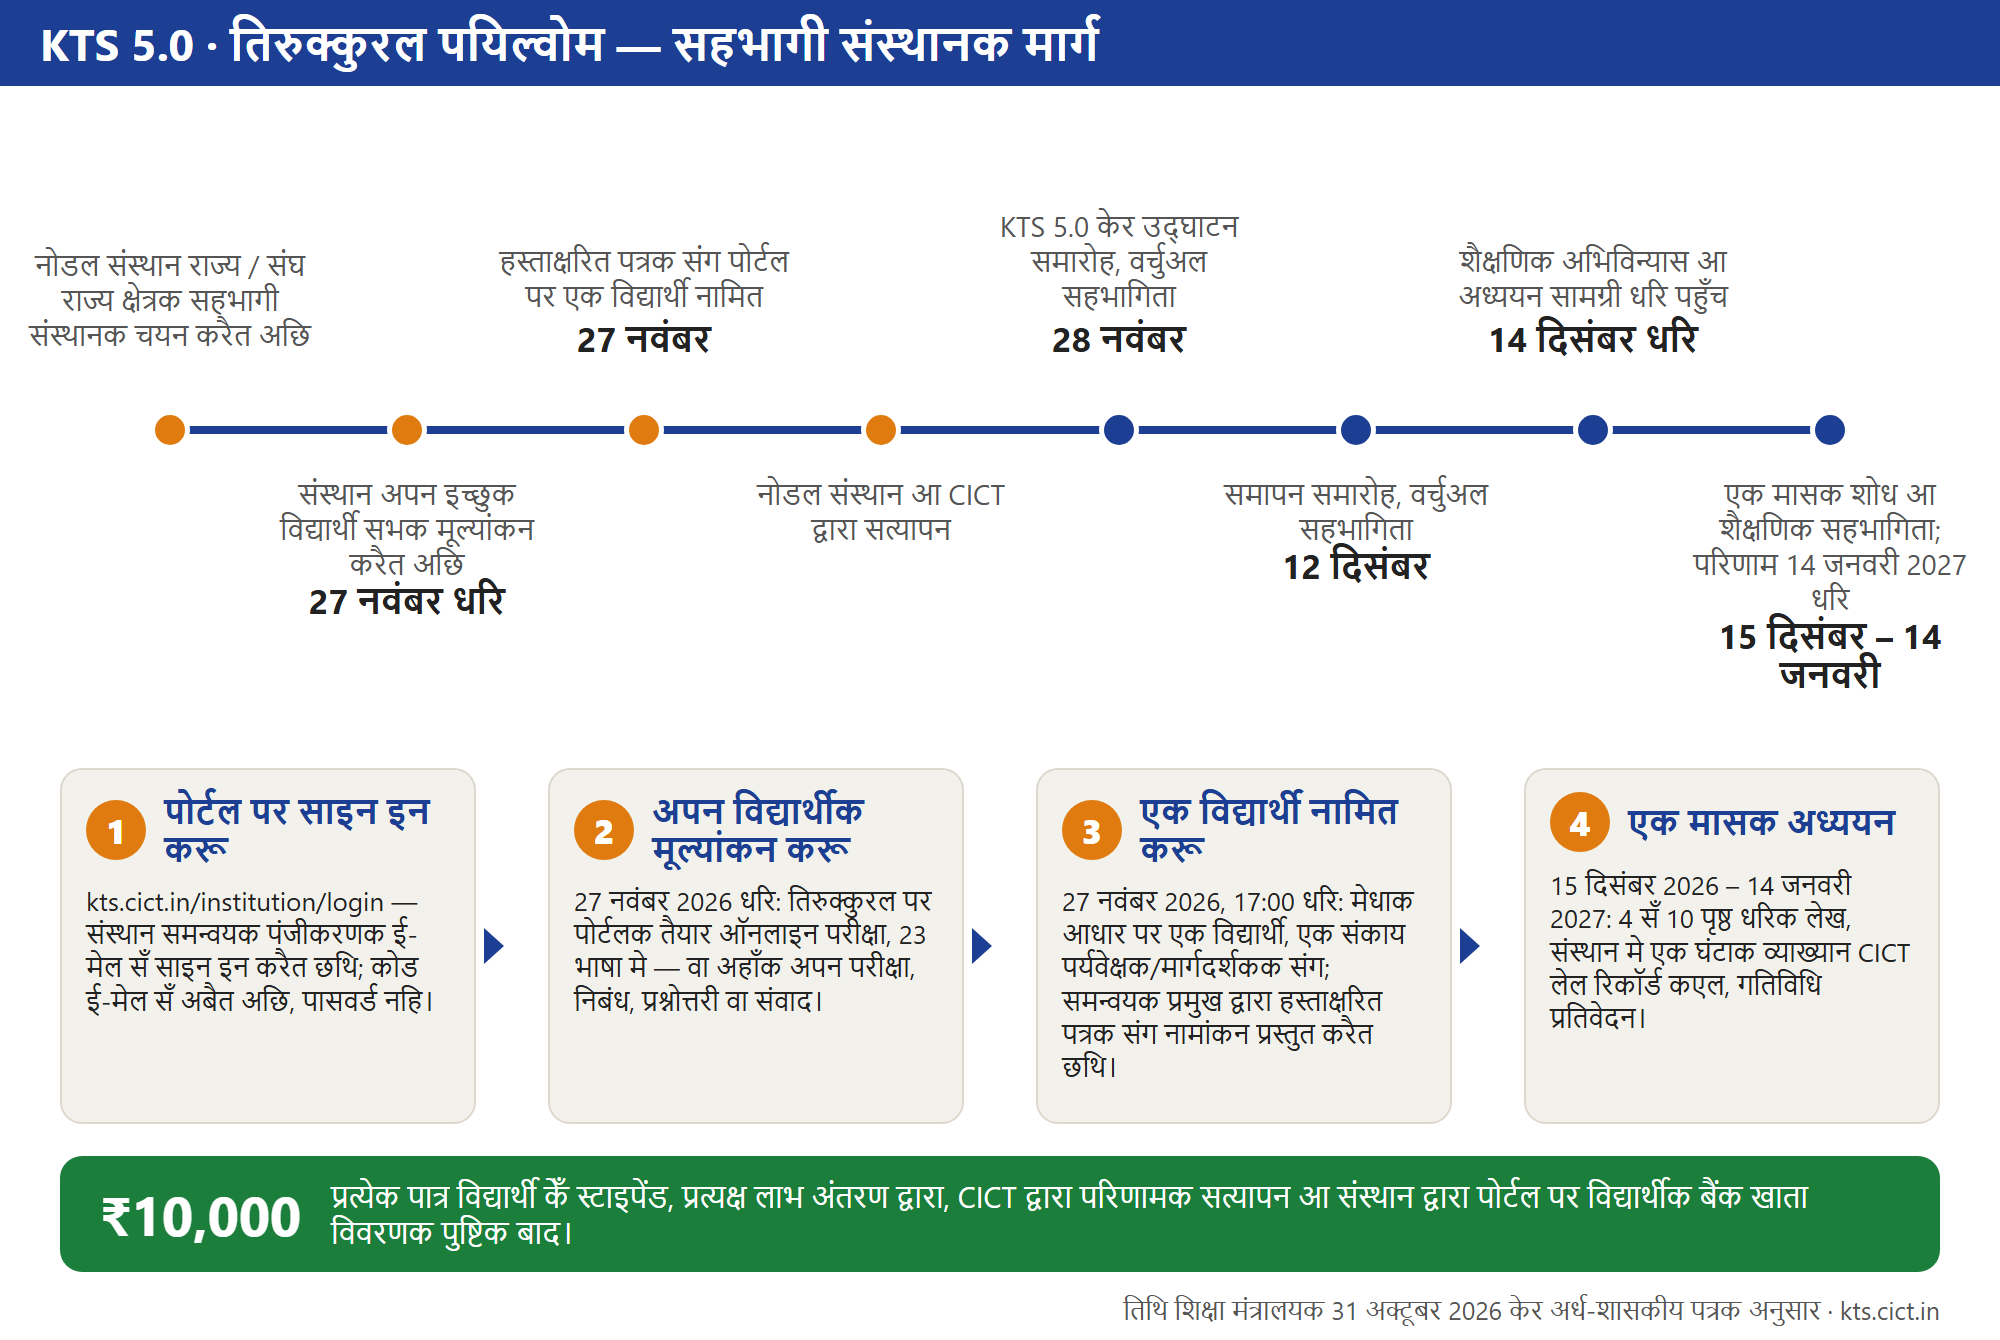 KTS 5.0 · तिरुक्कुरल पयिल्वोम — सहभागी संस्थानक मार्ग
नोडल संस्थान राज्य / संघ
राज्य क्षेत्रक सहभागी
संस्थानक चयन करैत अछि
हस्ताक्षरित पत्रक संग पोर्टल
पर एक विद्यार्थी नामित
27 नवंबर
KTS 5.0 केर उद्घाटन
समारोह, वर्चुअल
सहभागिता
28 नवंबर
शैक्षणिक अभिविन्यास आ
अध्ययन सामग्री धरि पहुँच
14 दिसंबर धरि
संस्थान अपन इच्छुक
विद्यार्थी सभक मूल्यांकन
करैत अछि
27 नवंबर धरि
नोडल संस्थान आ CICT
द्वारा सत्यापन
समापन समारोह, वर्चुअल
सहभागिता
12 दिसंबर
एक मासक शोध आ
शैक्षणिक सहभागिता;
परिणाम 14 जनवरी 2027
धरि
15 दिसंबर – 14
जनवरी
1
पोर्टल पर साइन इन
करू
kts.cict.in/institution/login —
संस्थान समन्वयक पंजीकरणक ई-
मेल सँ साइन इन करैत छथि; कोड
ई-मेल सँ अबैत अछि, पासवर्ड नहि।
2
अपन विद्यार्थीक
मूल्यांकन करू
27 नवंबर 2026 धरि: तिरुक्कुरल पर
पोर्टलक तैयार ऑनलाइन परीक्षा, 23
भाषा मे — वा अहाँक अपन परीक्षा,
निबंध, प्रश्नोत्तरी वा संवाद।
3
एक विद्यार्थी नामित
करू
27 नवंबर 2026, 17:00 धरि: मेधाक
आधार पर एक विद्यार्थी, एक संकाय
पर्यवेक्षक/मार्गदर्शकक संग;
समन्वयक प्रमुख द्वारा हस्ताक्षरित
पत्रक संग नामांकन प्रस्तुत करैत
छथि।
4
एक मासक अध्ययन
15 दिसंबर 2026 – 14 जनवरी
2027: 4 सँ 10 पृष्ठ धरिक लेख,
संस्थान मे एक घंटाक व्याख्यान CICT
लेल रिकॉर्ड कएल, गतिविधि
प्रतिवेदन।
₹10,000
प्रत्येक पात्र विद्यार्थी केँ स्टाइपेंड, प्रत्यक्ष लाभ अंतरण द्वारा, CICT द्वारा परिणामक सत्यापन आ संस्थान द्वारा पोर्टल पर विद्यार्थीक बैंक खाता
विवरणक पुष्टिक बाद।
तिथि शिक्षा मंत्रालयक 31 अक्टूबर 2026 केर अर्ध-शासकीय पत्रक अनुसार · kts.cict.in